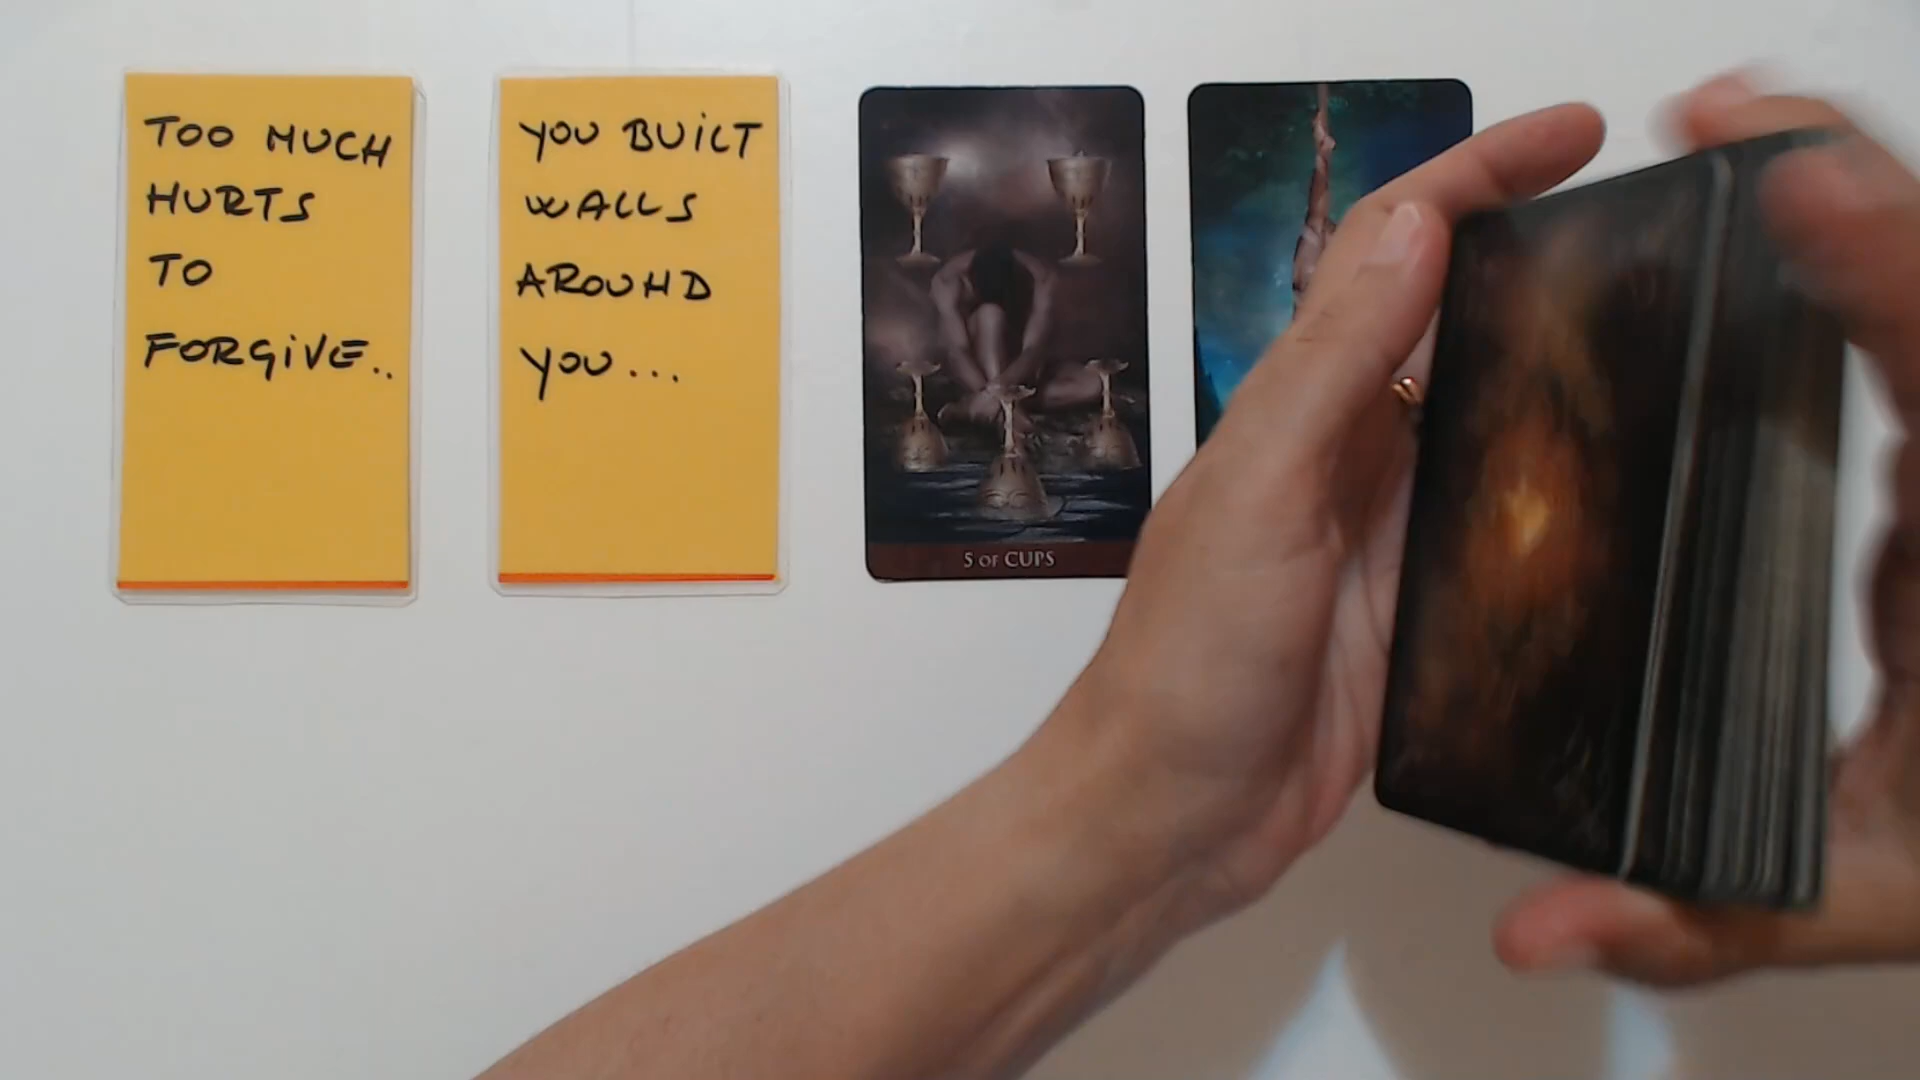 TOO MUCH
HURTS
TO
FORGIVE..
YOU BUILT
WALLS
AROUND
YOU...
5 OF CUPS